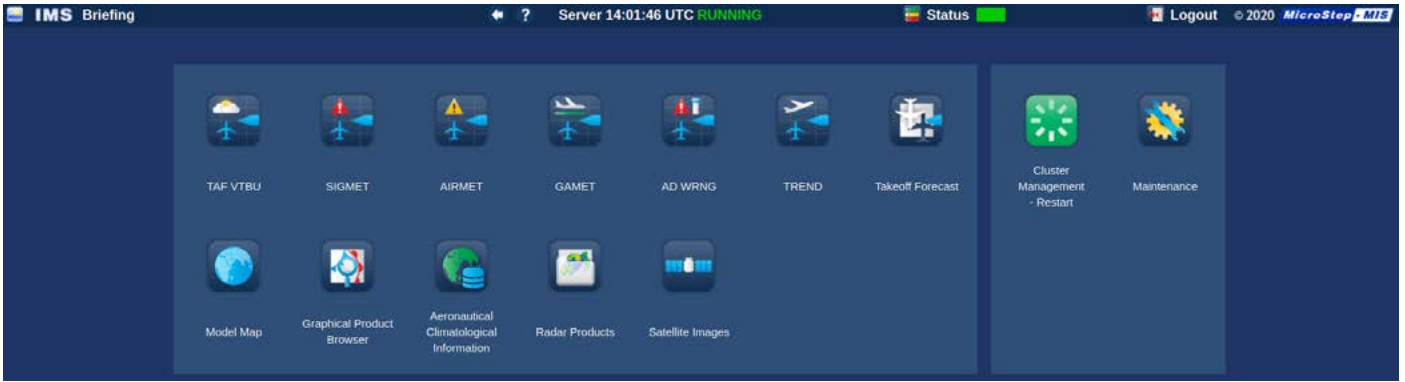 IMS Briefing ? Server 14:01:46 UTC RUNNING Status Logout © 2020 MicroStep-MIS
TAF VTBU SIGMET AIRMET GAMET AD WRNG TREND Takeoff Forecast
Cluster
Management
- Restart
Maintenance
Model Map
Graphical Product
Browser
Aeronautical
Climatological
Information
Radar Products
Satellite Images